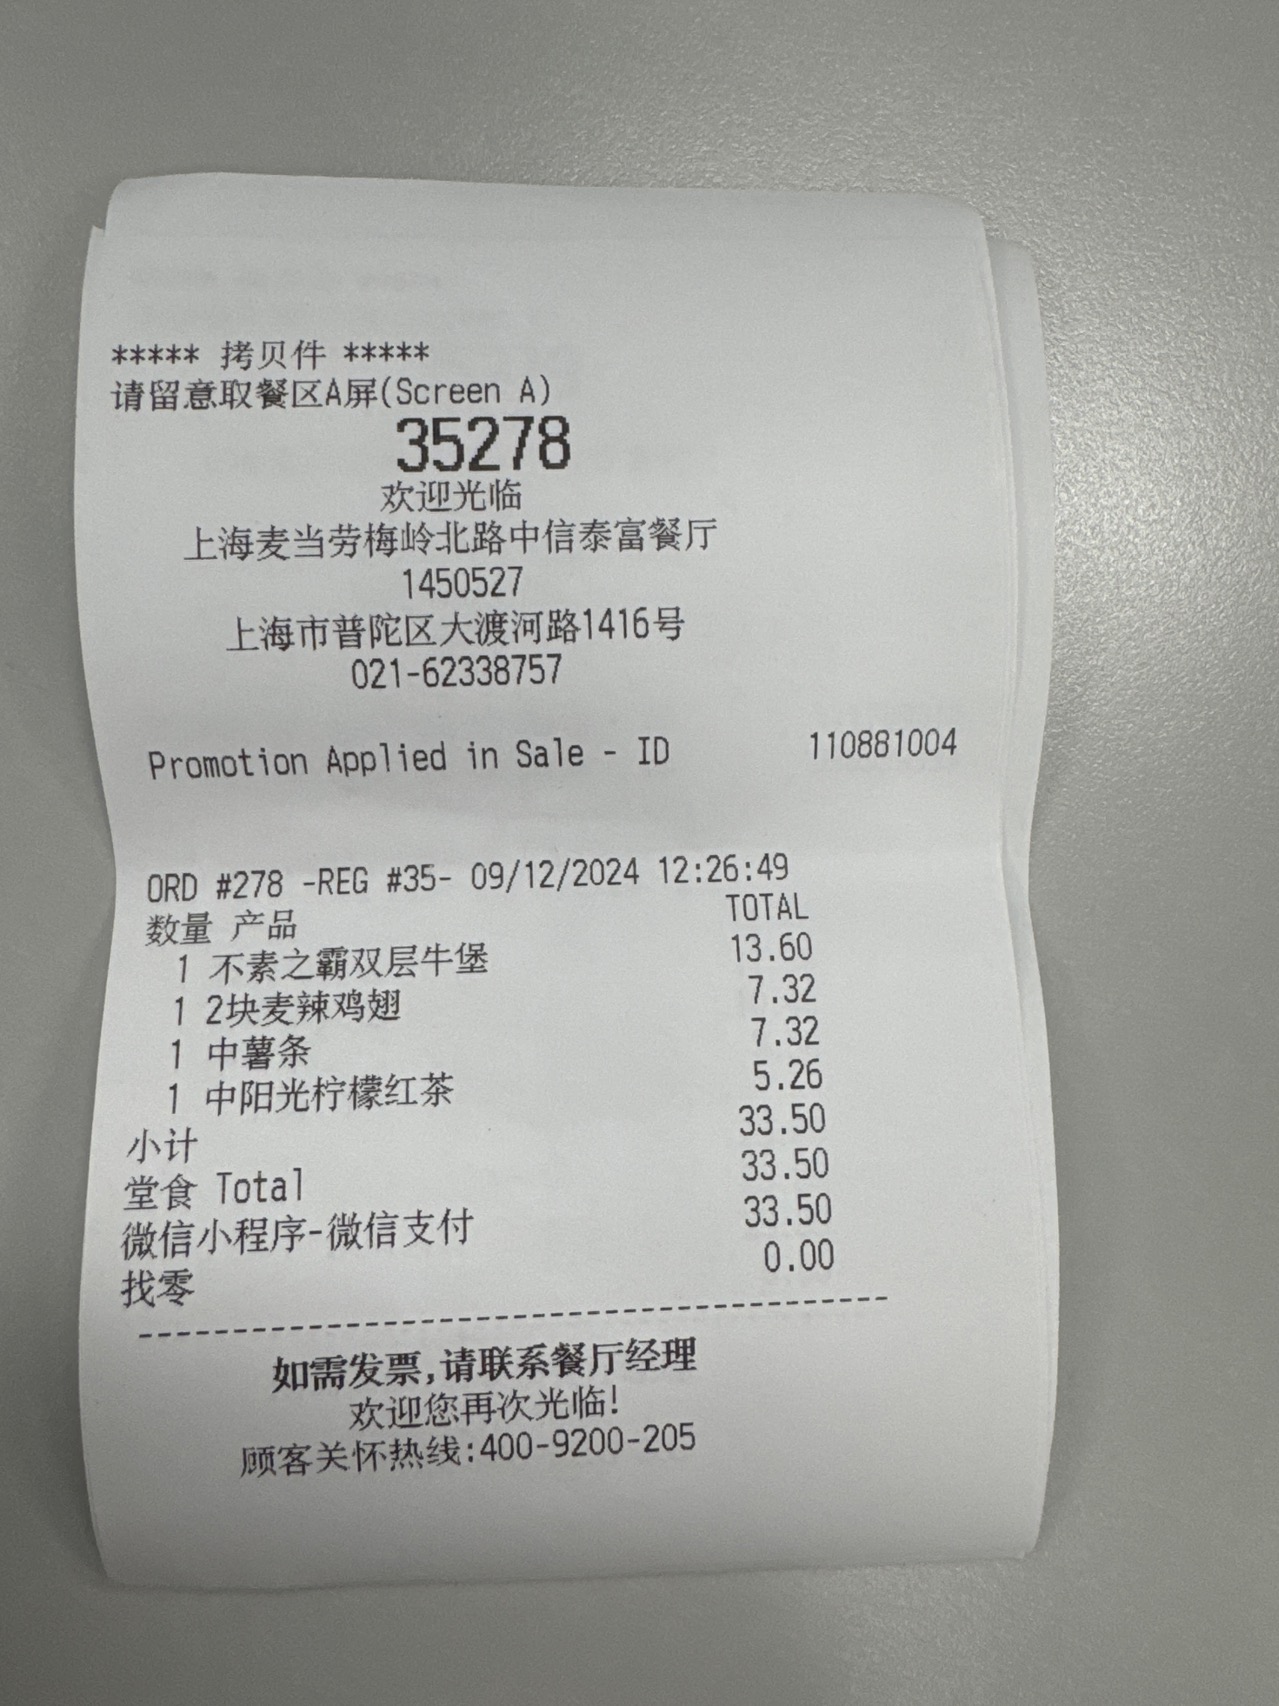 ***** 拷贝件 *****
请留意取餐区A屏(Screen A)
35278
欢迎光临
上海麦当劳梅岭北路中信泰富餐厅
1450527
上海市普陀区大渡河路1416号
021-62338757
Promotion Applied in Sale - ID 110881004
ORD #278 -REG #35- 09/12/2024 12:26:49
数量 产品 TOTAL
1 不素之霸双层牛堡 13.60
1 2块麦辣鸡翅 7.32
1 中薯条 7.32
1 中阳光柠檬红茶 5.26
小计 33.50
堂食 Total 33.50
微信小程序-微信支付 33.50
找零 0.00
--------------------------------------
如需发票,请联系餐厅经理
欢迎您再次光临!
顾客关怀热线:400-9200-205